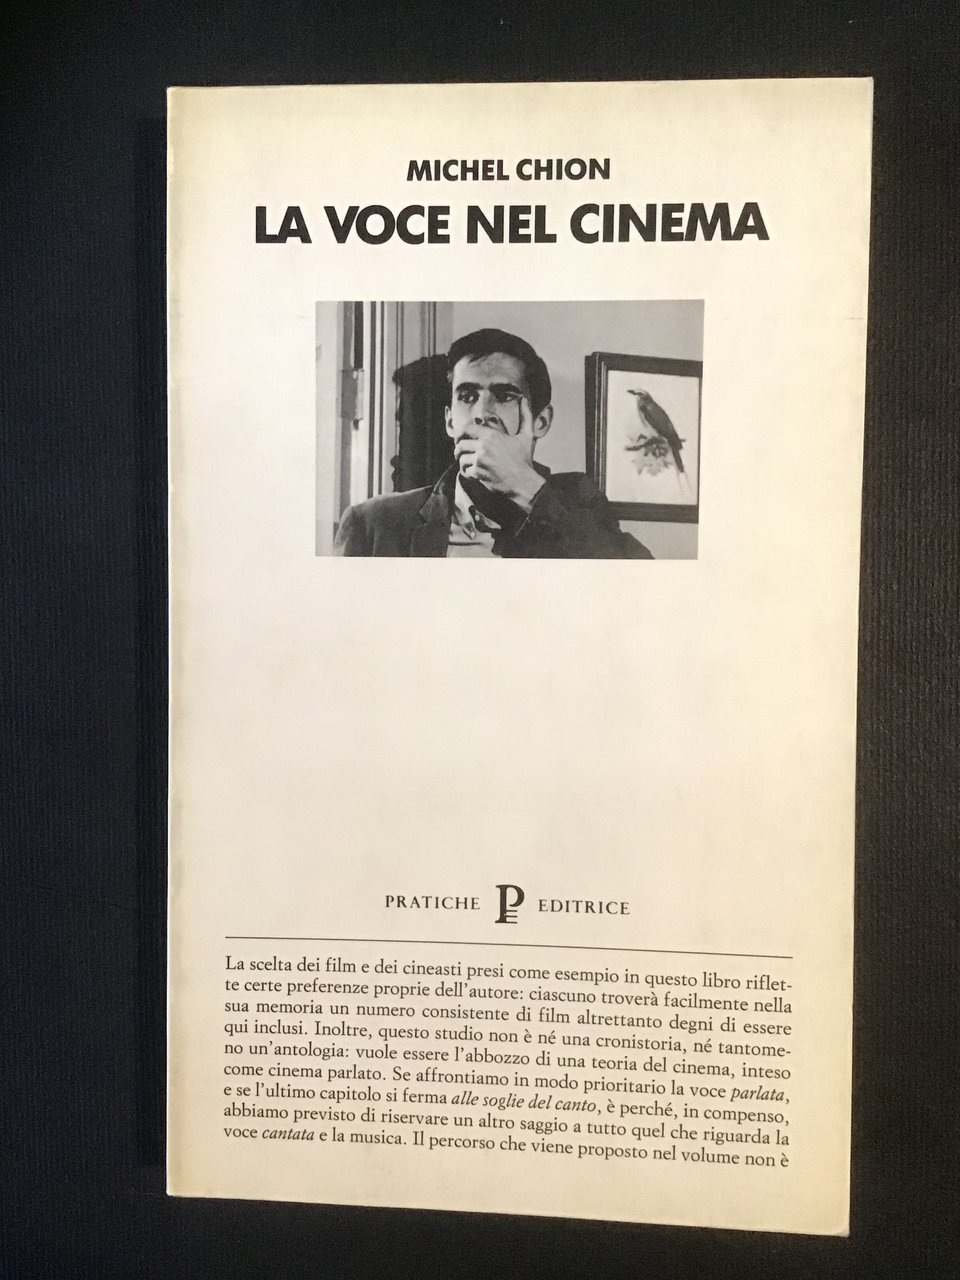 MICHEL CHION
LA VOCE NEL CINEMA
PRATICHE PE EDITRICE
La scelta dei film e dei cineasti presi come esempio in questo libro riflet-
te certe preferenze proprie dell'autore: ciascuno troverà facilmente nella
sua memoria un numero consistente di film altrettanto degni di essere
qui inclusi. Inoltre, questo studio non è né una cronistoria, né tantome-
no un'antologia: vuole essere l'abbozzo di una teoria del cinema, inteso
come cinema parlato. Se affrontiamo in modo prioritario la voce parlata,
e se l'ultimo capitolo si ferma alle soglie del canto, è perché, in compenso,
abbiamo previsto di riservare un altro saggio a tutto quel che riguarda la
voce cantata e la musica. Il percorso che viene proposto nel volume non è